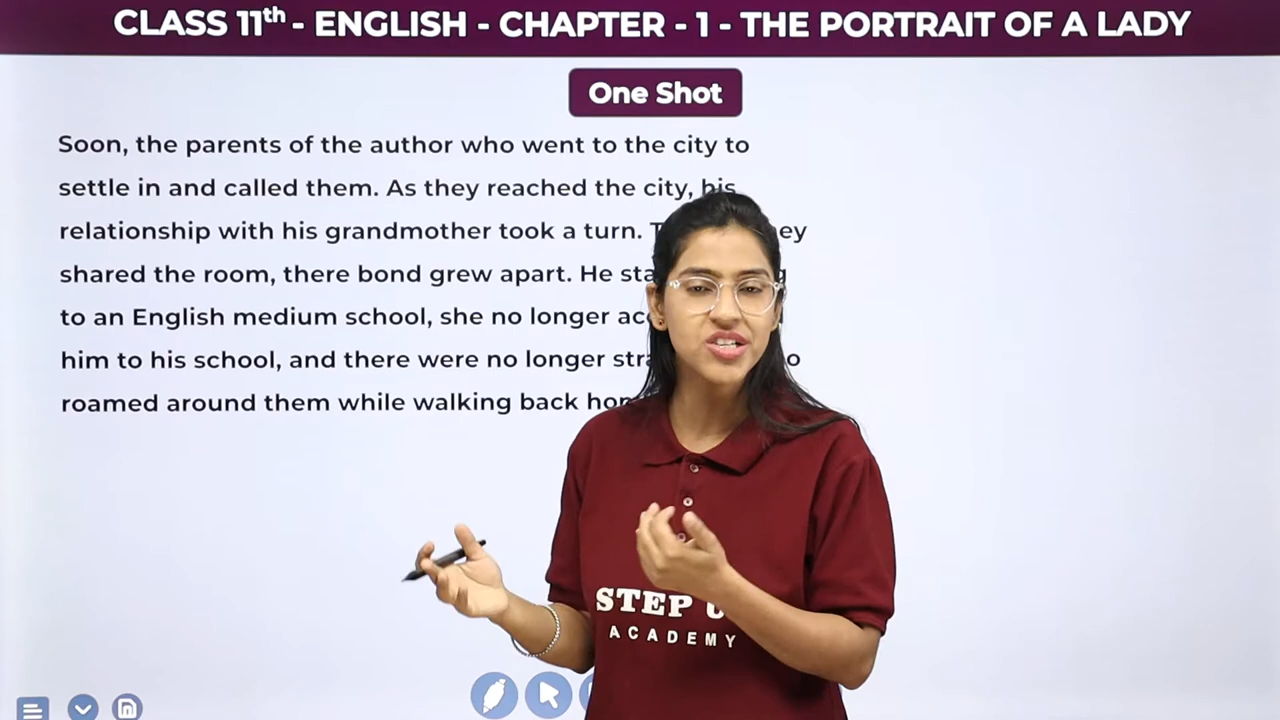 CLASS 11th - ENGLISH - CHAPTER - 1 - THE PORTRAIT OF A LADY
One Shot
Soon, the parents of the author who went to the city to
settle in and called them. As they reached the city, his
relationship with his grandmother took a turn.
shared the room, there bond grew apart. He
to an English medium school, she no longer
him to his school, and there were no longer
roamed around them while walking back
STEP
ACADEMY